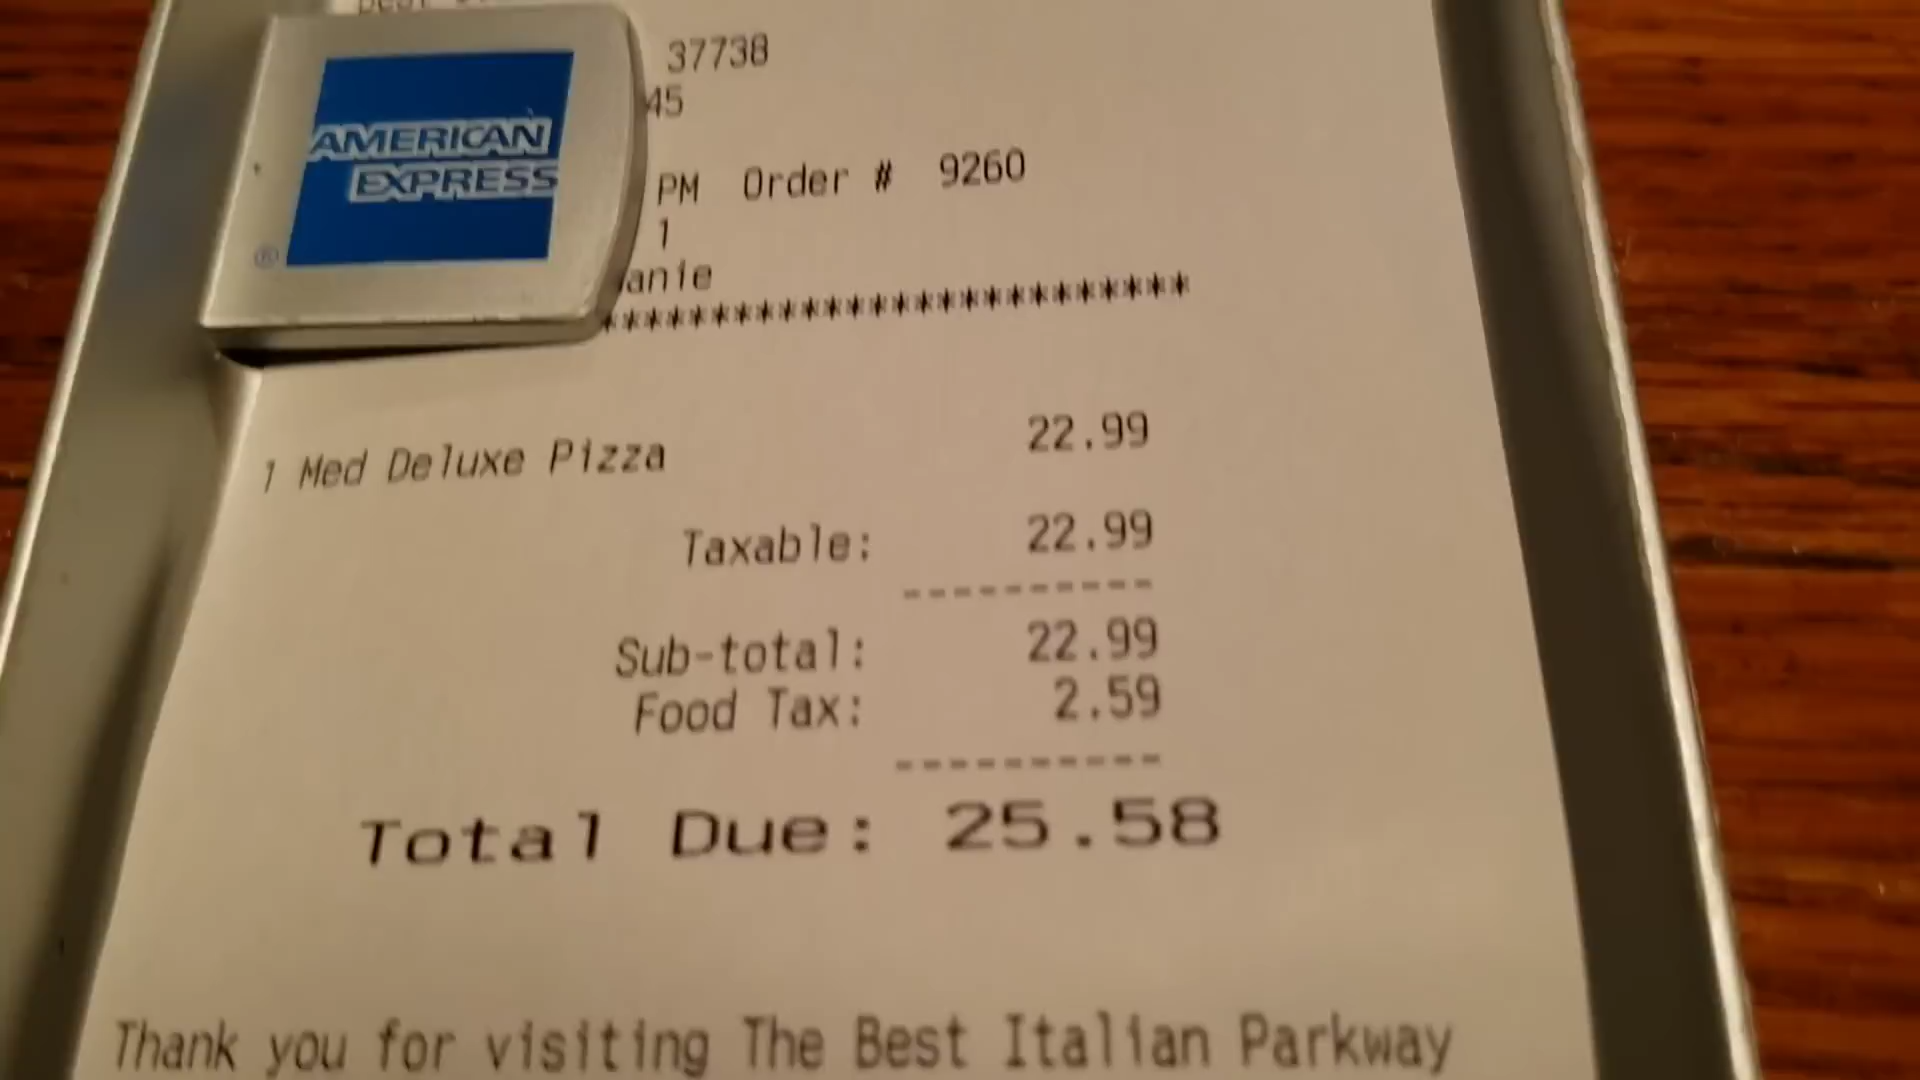 37738
45
AMERICAN
EXPRESS
®
PM Order # 9260
1
anie
*************************
1 Med Deluxe Pizza 22.99
Taxable: 22.99
----------
Sub-total: 22.99
Food Tax: 2.59
----------
Total Due: 25.58
Thank you for visiting The Best Italian Parkway